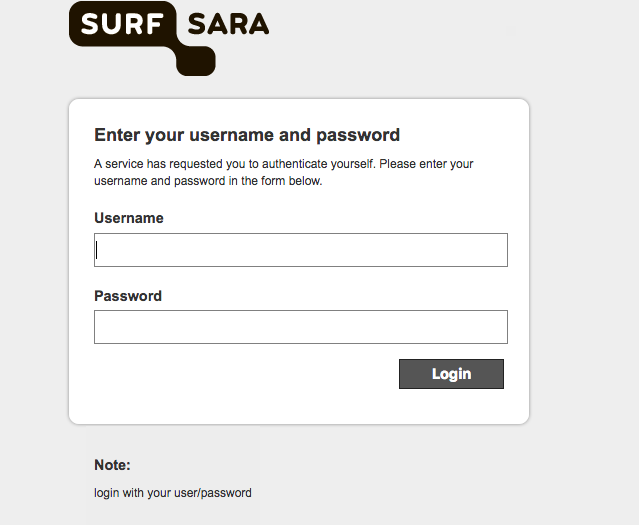 SURF SARA
Enter your username and password
A service has requested you to authenticate yourself. Please enter your
username and password in the form below.
Username
Password
Login
Note:
login with your user/password